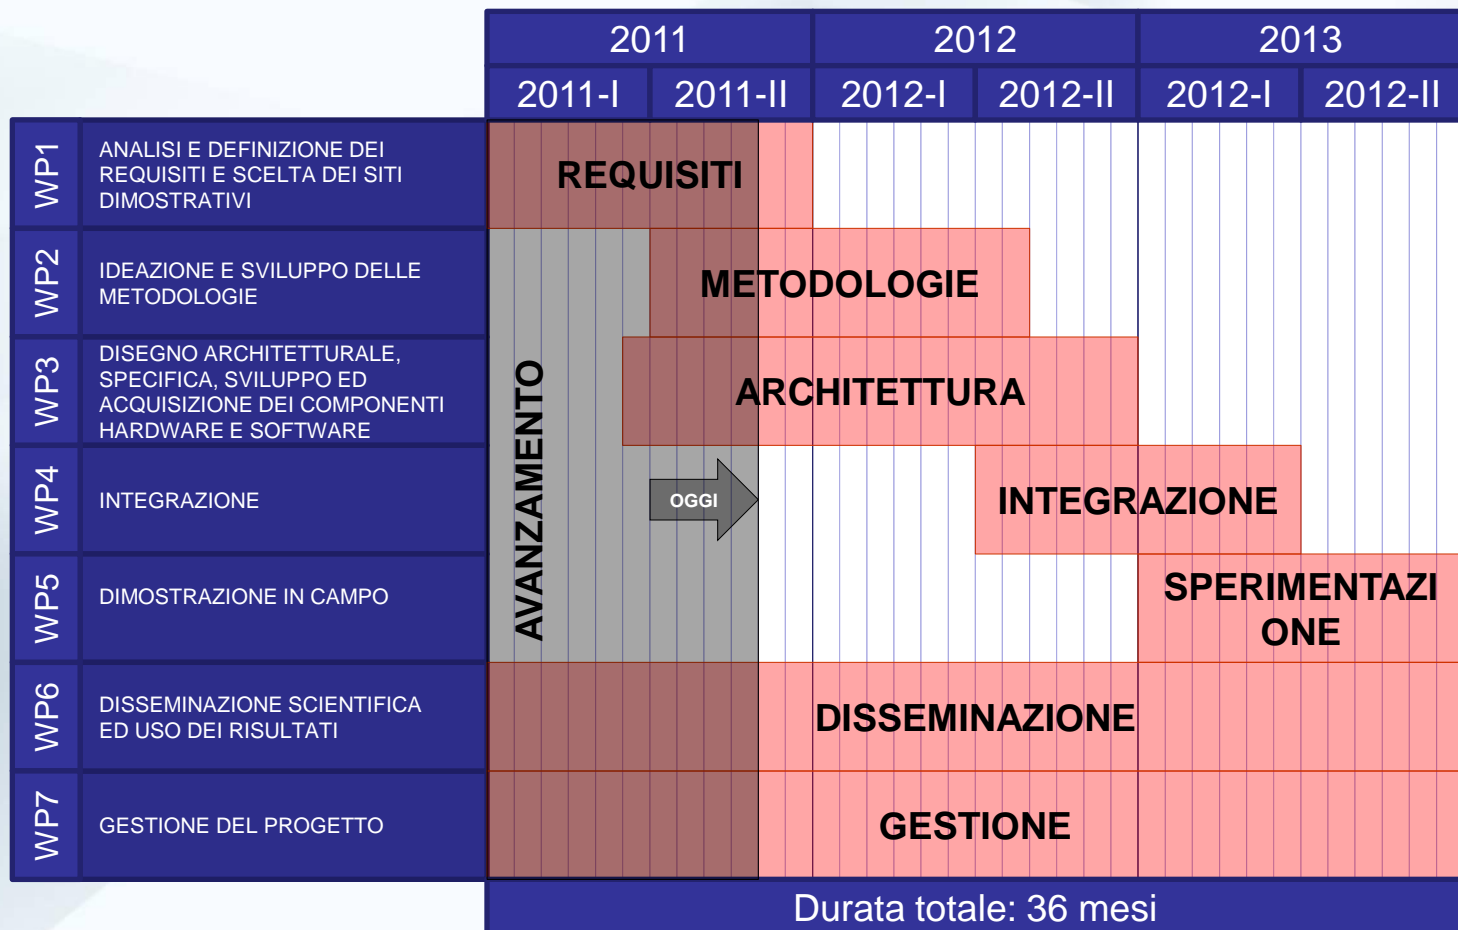 2011 2012 2013
2011-I 2011-II 2012-I 2012-II 2012-I 2012-II
WP1
ANALISI E DEFINIZIONE DEI
REQUISITI E SCELTA DEI SITI
DIMOSTRATIVI
REQUISITI
WP2
IDEAZIONE E SVILUPPO DELLE
METODOLOGIE
METODOLOGIE
WP3
DISEGNO ARCHITETTURALE,
SPECIFICA, SVILUPPO ED
ACQUISIZIONE DEI COMPONENTI
HARDWARE E SOFTWARE
ARCHITETTURA
AVANZAMENTO
WP4
INTEGRAZIONE
OGGI
INTEGRAZIONE
WP5
DIMOSTRAZIONE IN CAMPO
SPERIMENTAZI
ONE
WP6
DISSEMINAZIONE SCIENTIFICA
ED USO DEI RISULTATI
DISSEMINAZIONE
WP7
GESTIONE DEL PROGETTO
GESTIONE
Durata totale: 36 mesi